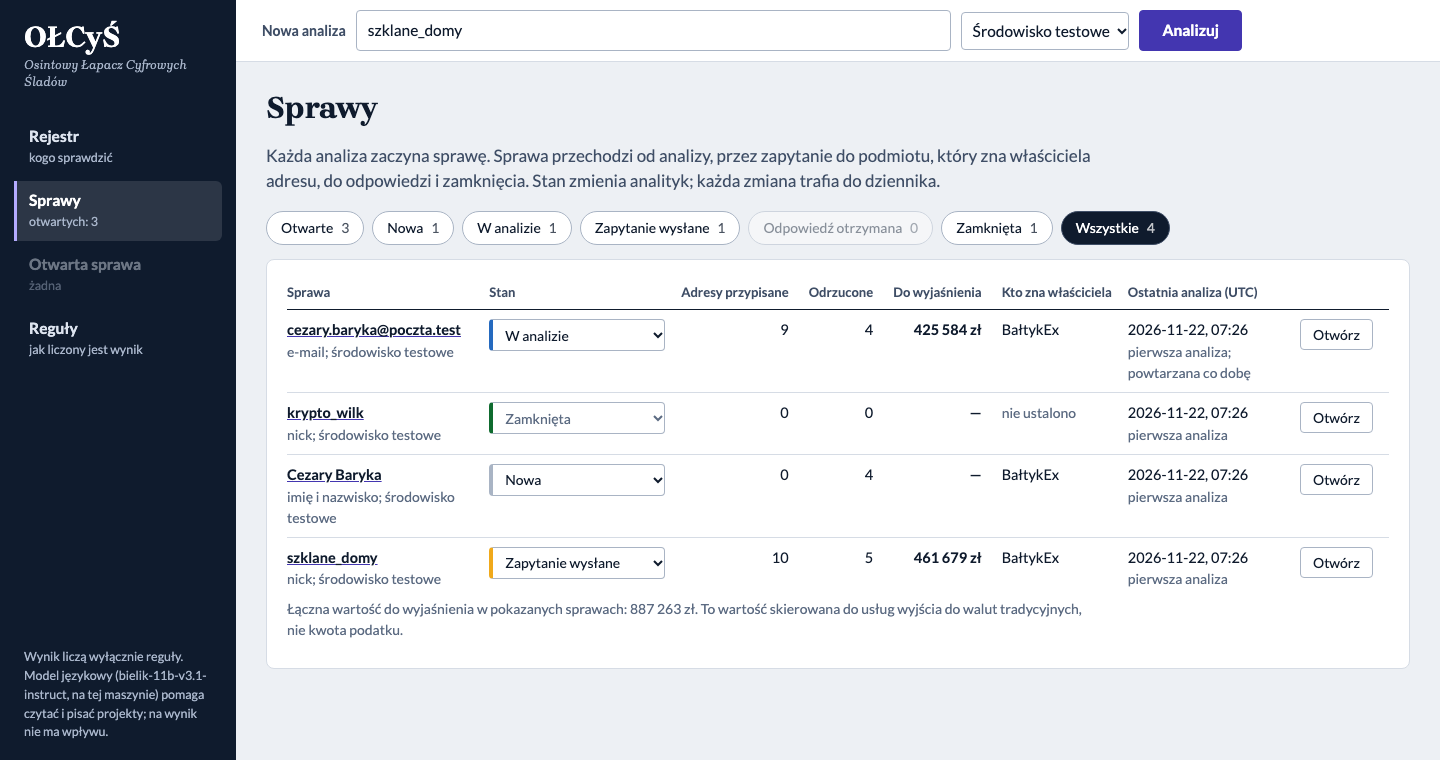 OŁCyŚ
Osintowy Łapacz Cyfrowych
Śladów
Rejestr
kogo sprawdzić
Sprawy
otwartych: 3
Otwarta sprawa
żadna
Reguły
jak liczony jest wynik
Wynik liczą wyłącznie reguły.
Model językowy (bielik-11b-v3.1-
instruct, na tej maszynie) pomaga
czytać i pisać projekty; na wynik
nie ma wpływu.
Nowa analiza szklane_domy Środowisko testowe Analizuj
Sprawy
Każda analiza zaczyna sprawę. Sprawa przechodzi od analizy, przez zapytanie do podmiotu, który zna właściciela
adresu, do odpowiedzi i zamknięcia. Stan zmienia analityk; każda zmiana trafia do dziennika.
Otwarte 3 Nowa 1 W analizie 1 Zapytanie wysłane 1 Odpowiedź otrzymana 0 Zamknięta 1 Wszystkie 4
Sprawa Stan Adresy przypisane Odrzucone Do wyjaśnienia Kto zna właściciela Ostatnia analiza (UTC)
cezary.baryka@poczta.test W analizie 9 4 425 584 zł BałtykEx 2026-11-22, 07:26 Otwórz
e-mail; środowisko testowe pierwsza analiza;
powtarzana co dobę
krypto_wilk Zamknięta 0 0 — nie ustalono 2026-11-22, 07:26 Otwórz
nick; środowisko testowe pierwsza analiza
Cezary Baryka Nowa 0 4 — BałtykEx 2026-11-22, 07:26 Otwórz
imię i nazwisko; środowisko pierwsza analiza
testowe
szklane_domy Zapytanie wysłane 10 5 461 679 zł BałtykEx 2026-11-22, 07:26 Otwórz
nick; środowisko testowe pierwsza analiza
Łączna wartość do wyjaśnienia w pokazanych sprawach: 887 263 zł. To wartość skierowana do usług wyjścia do walut tradycyjnych,
nie kwota podatku.